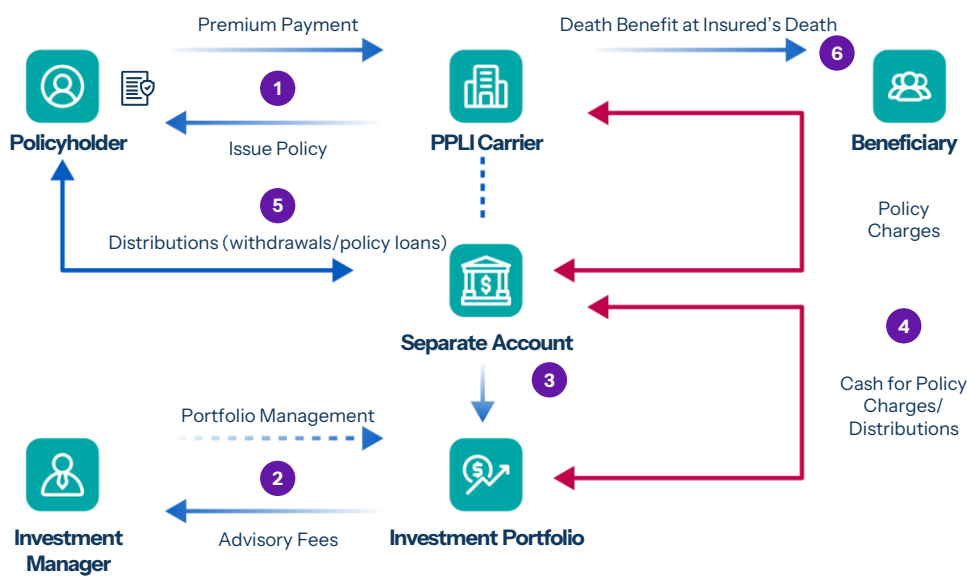 Premium Payment
Death Benefit at Insured's Death
6
1
Policyholder
Issue Policy
PPLI Carrier
Beneficiary
5
Policy
Charges
Distributions (withdrawals/policy loans)
$
Separate Account
4
3
Cash for Policy
Charges/
Distributions
Portfolio Management
$
2
Investment
Manager
Advisory Fees
Investment Portfolio